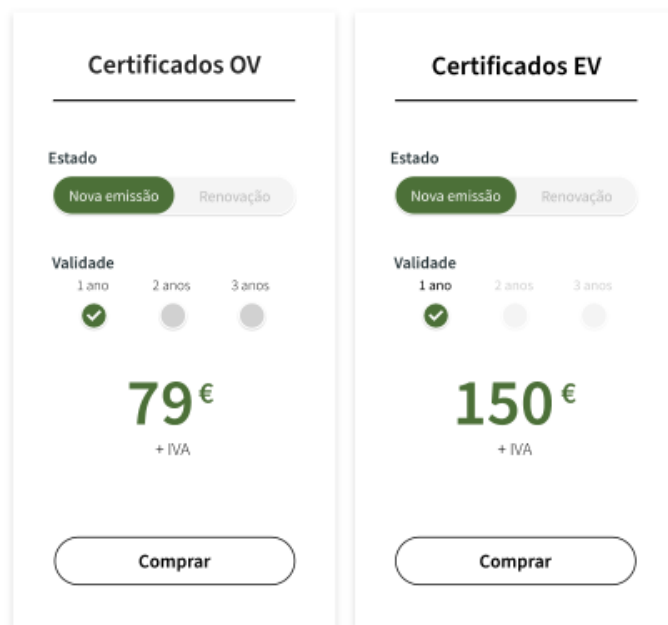 Certificados OV
Estado
Nova emissão Renovação
Validade
1 ano 2 anos 3 anos
79 €
+ IVA
Comprar
Certificados EV
Estado
Nova emissão Renovação
Validade
1 ano 2 anos 3 anos
150 €
+ IVA
Comprar